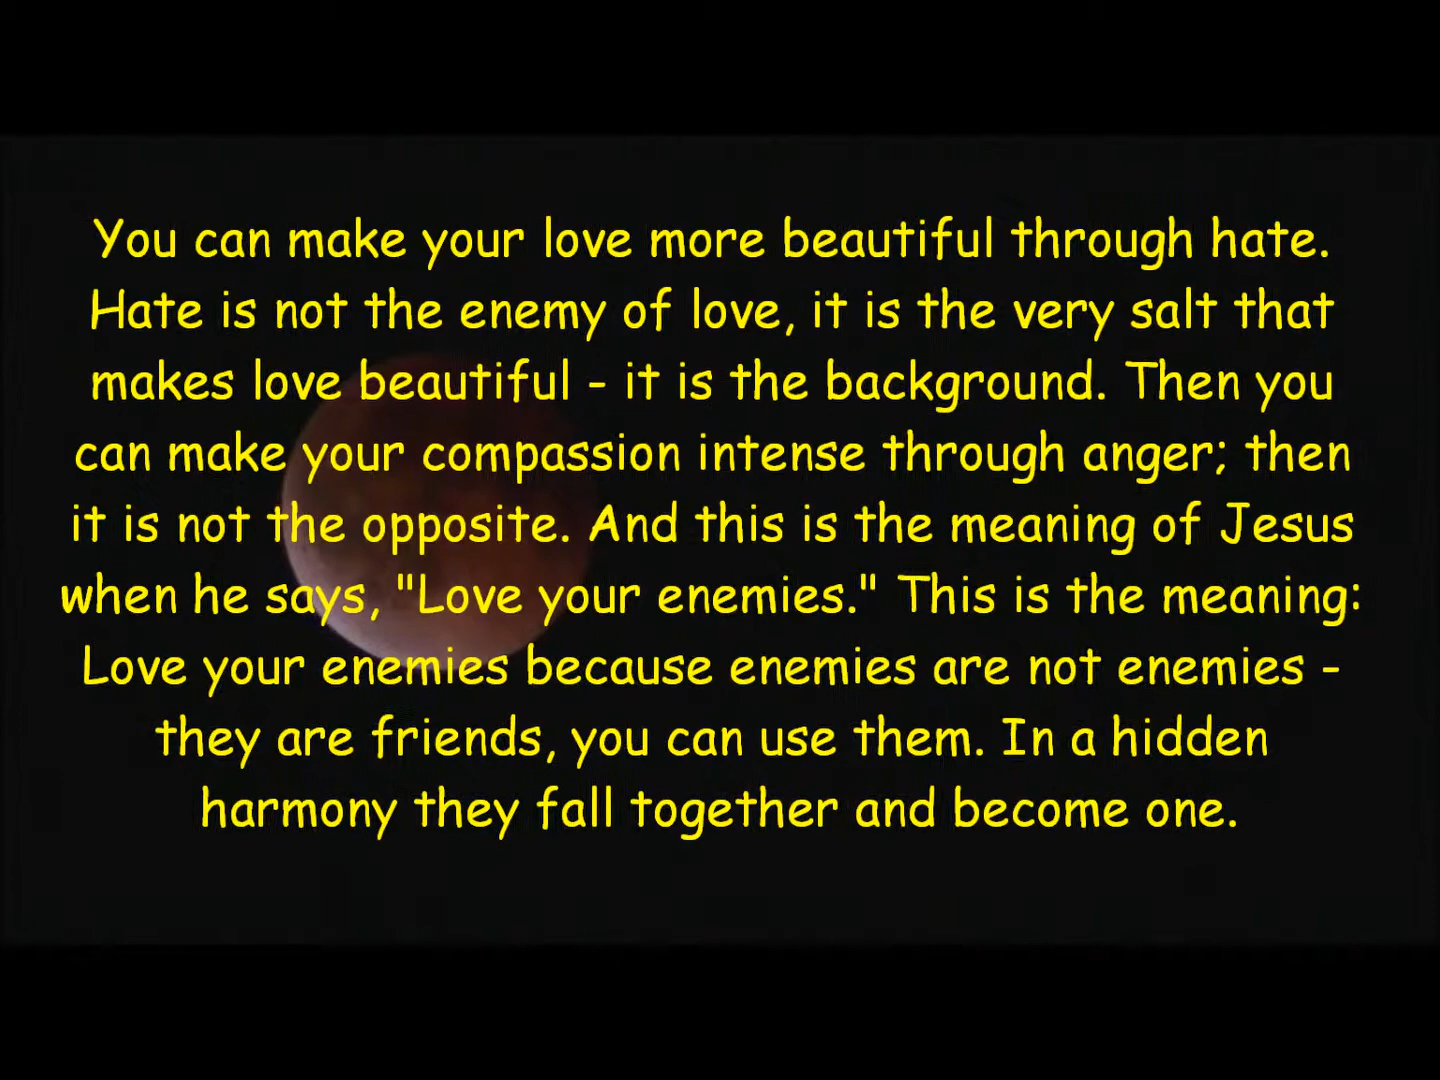 You can make your love more beautiful through hate.
Hate is not the enemy of love, it is the very salt that
makes love beautiful - it is the background. Then you
can make your compassion intense through anger; then
it is not the opposite. And this is the meaning of Jesus
when he says, "Love your enemies." This is the meaning:
Love your enemies because enemies are not enemies -
they are friends, you can use them. In a hidden
harmony they fall together and become one.